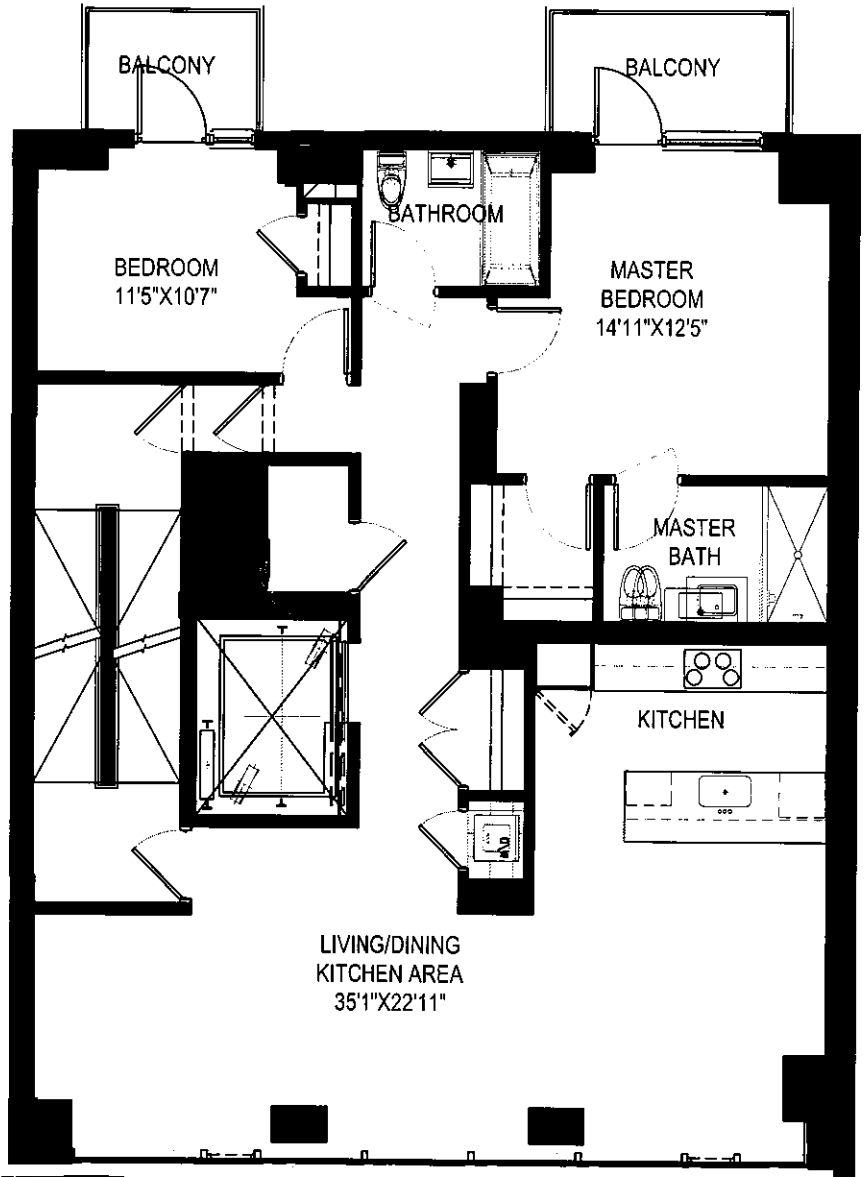 BALCONY
BALCONY
BATHROOM
BEDROOM
11'5"X10'7"
MASTER
BEDROOM
14'11"X12'5"
MASTER
BATH
KITCHEN
LIVING/DINING
KITCHEN AREA
35'1"X22'11"